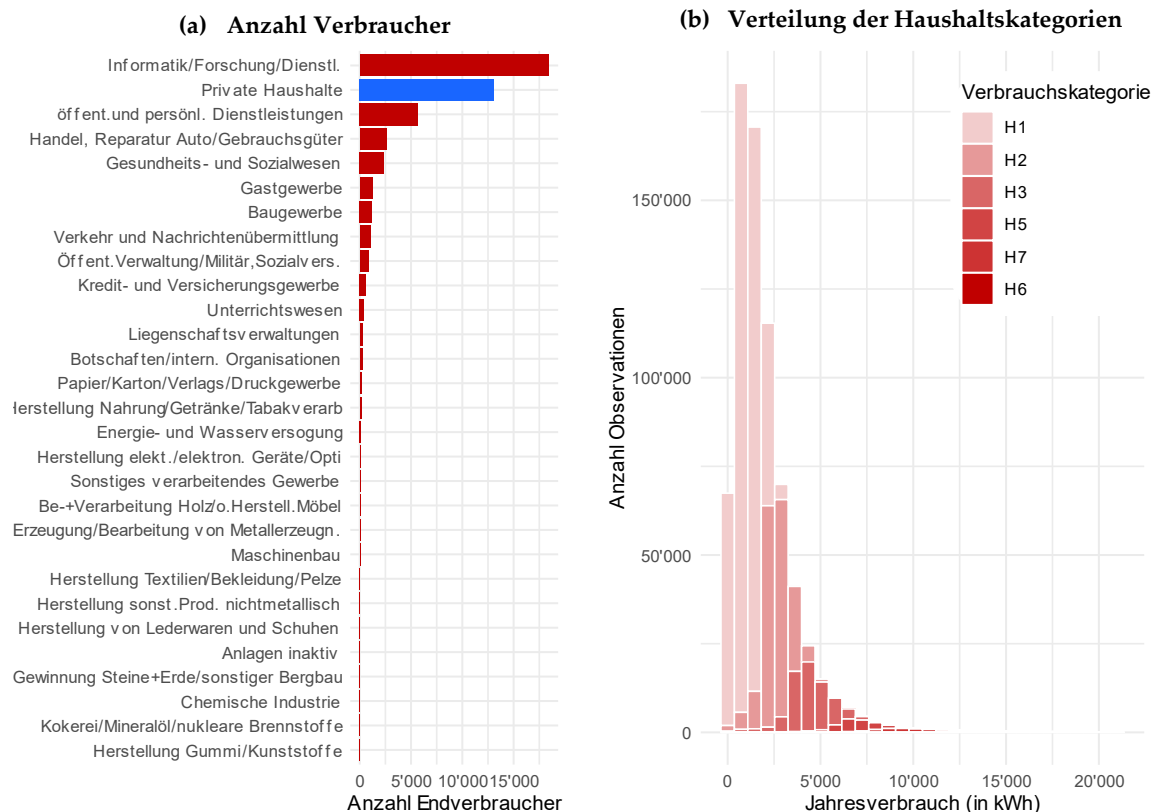 (a) Anzahl Verbraucher
Informatik/Forschung/Dienstl.
Private Haushalte
öffent.und persönl. Dienstleistungen
Handel, Reparatur Auto/Gebrauchsgüter
Gesundheits- und Sozialwesen
Gastgewerbe
Baugewerbe
Verkehr und Nachrichtenübermittlung
Öffent.Verwaltung/Militär,Sozialvers.
Kredit- und Versicherungsgewerbe
Unterrichtswesen
Liegenschaftsverwaltungen
Botschaften/intern. Organisationen
Papier/Karton/Verlags/Druckgewerbe
Herstellung Nahrung/Getränke/Tabakverarb
Energie- und Wasserversogung
Herstellung elekt./elektron. Geräte/Opti
Sonstiges verarbeitendes Gewerbe
Be-+Verarbeitung Holz/o.Herstell.Möbel
Erzeugung/Bearbeitung von Metallerzeugn.
Maschinenbau
Herstellung Textilien/Bekleidung/Pelze
Herstellung sonst.Prod. nichtmetallisch
Herstellung von Lederwaren und Schuhen
Anlagen inaktiv
Gewinnung Steine+Erde/sonstiger Bergbau
Chemische Industrie
Kokerei/Mineralöl/nukleare Brennstoffe
Herstellung Gummi/Kunststoffe
0 5'000 10'000 15'000
Anzahl Endverbraucher
(b) Verteilung der Haushaltskategorien
Verbrauchskategorie
H1
H2
H3
H5
H7
H6
Anzahl Observationen
150'000
100'000
50'000
0
0 5'000 10'000 15'000 20'000
Jahresverbrauch (in kWh)